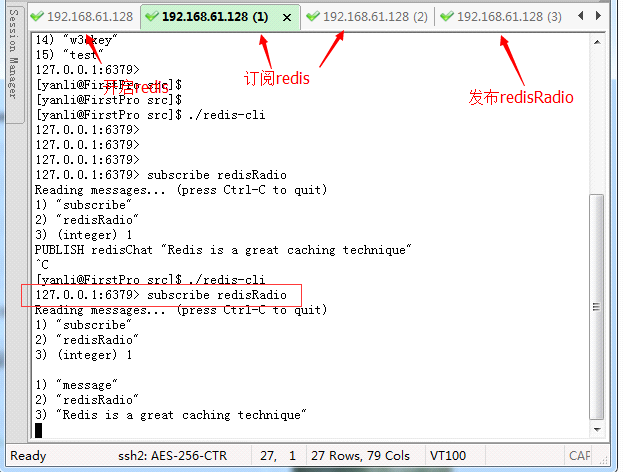 192.168.61.128
192.168.61.128 (1)
192.168.61.128 (2)
192.168.61.128 (3)
Session Manager
14) "w3ckey"
15) "test"
127.0.0.1:6379>
开启redis
订阅redis
发布redisRadio
[yanli@FirstPro src]$
[yanli@FirstPro src]$
[yanli@FirstPro src]$ ./redis-cli
127.0.0.1:6379>
127.0.0.1:6379>
127.0.0.1:6379> subscribe redisRadio
Reading messages... (press Ctrl-C to quit)
1) "subscribe"
2) "redisRadio"
3) (integer) 1
PUBLISH redisChat "Redis is a great caching technique"
^C
[yanli@FirstPro src]$ ./redis-cli
127.0.0.1:6379> subscribe redisRadio
Reading messages... (press Ctrl-C to quit)
1) "subscribe"
2) "redisRadio"
3) (integer) 1
1) "message"
2) "redisRadio"
3) "Redis is a great caching technique"
Ready
ssh2: AES-256-CTR
27, 1
27 Rows, 79 Cols
VT100
CAP